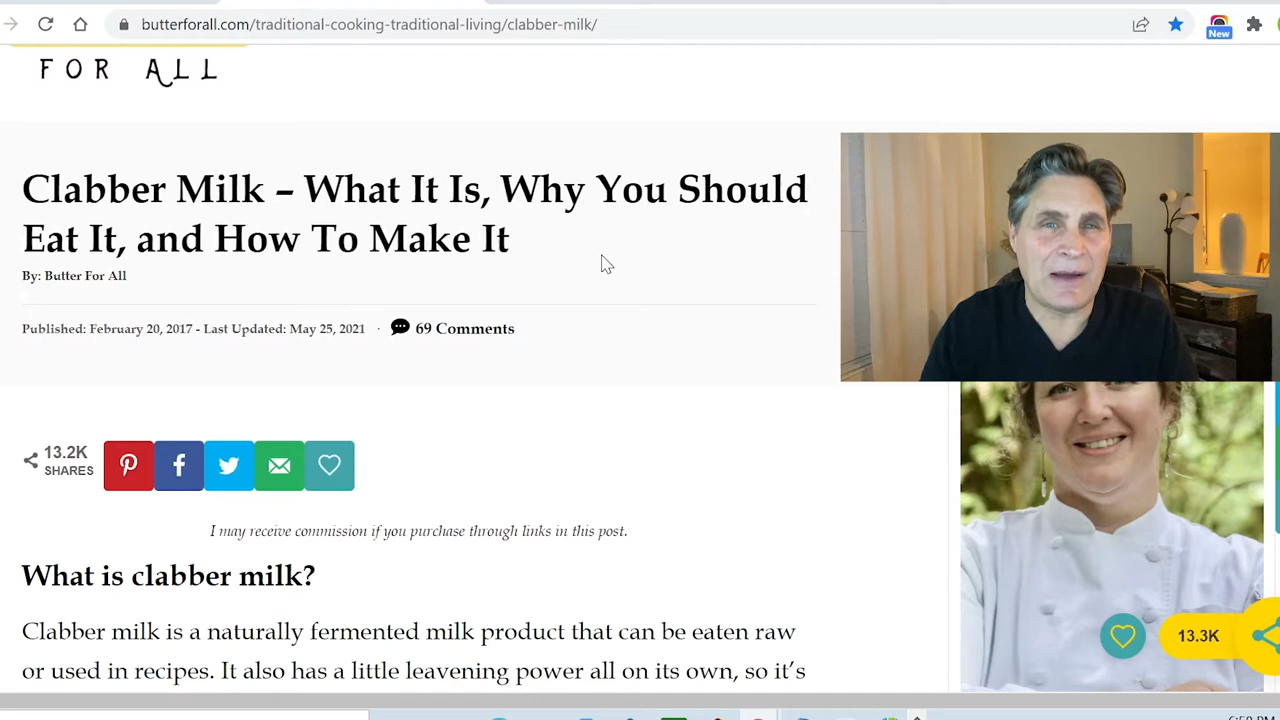 butterforall.com/traditional-cooking-traditional-living/clabber-milk/
New
FOR ALL
Clabber Milk – What It Is, Why You Should
Eat It, and How To Make It
By: Butter For All
Published: February 20, 2017 - Last Updated: May 25, 2021 · 69 Comments
13.2K
SHARES
I may receive commission if you purchase through links in this post.
What is clabber milk?
Clabber milk is a naturally fermented milk product that can be eaten raw
or used in recipes. It also has a little leavening power all on its own, so it’s
13.3K